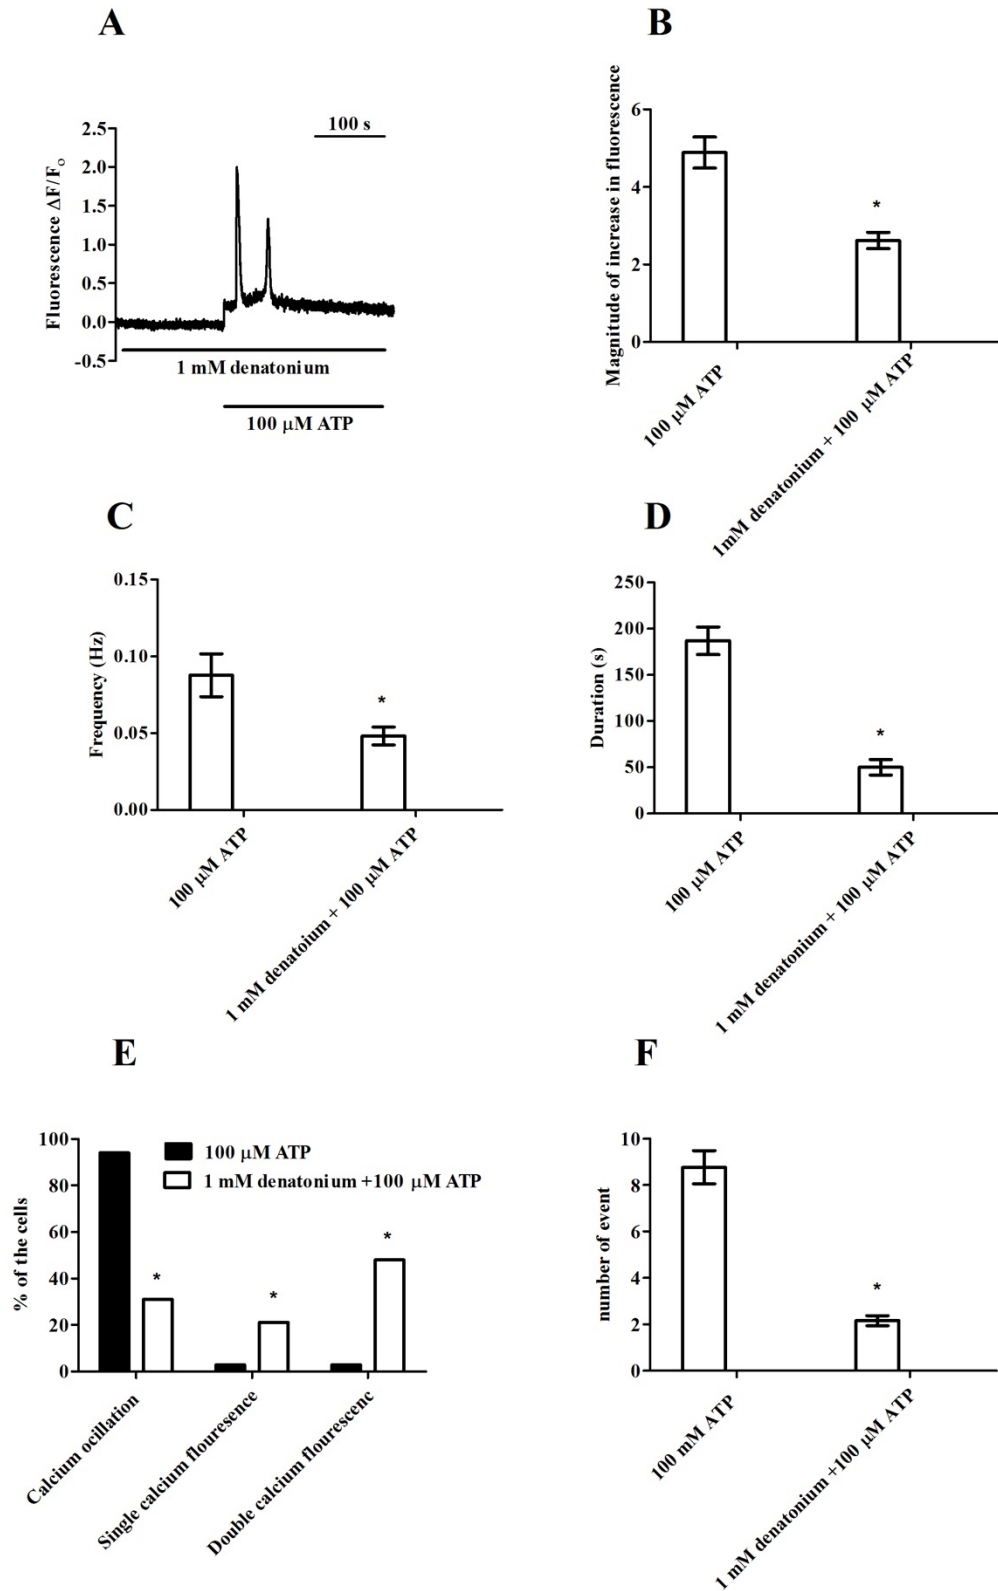 A
100 s
Fluorescence ΔF/Fo
2.5
2.0
1.5
1.0
0.5
0.0
-0.5
1 mM denatonium
100 μM ATP
B
Magnitude of increase in fluorescence
6
4
2
0
*
100 μM ATP
1mM denatonium + 100 μM ATP
C
Frequency (Hz)
0.15
0.10
0.05
0.00
*
100 μM ATP
1 mM denatoium + 100 μM ATP
D
Duration (s)
250
200
150
100
50
0
*
100 μM ATP
1 mM denatonium + 100 μM ATP
E
% of the cells
100
80
60
40
20
0
100 μM ATP
1 mM denatonium +100 μM ATP
*
*
*
Calcium ocillation
Single calcium flouresence
Double calcium flourescenc
F
number of event
10
8
6
4
2
0
*
100 mM ATP
1 mM denatonium +100 μM ATP